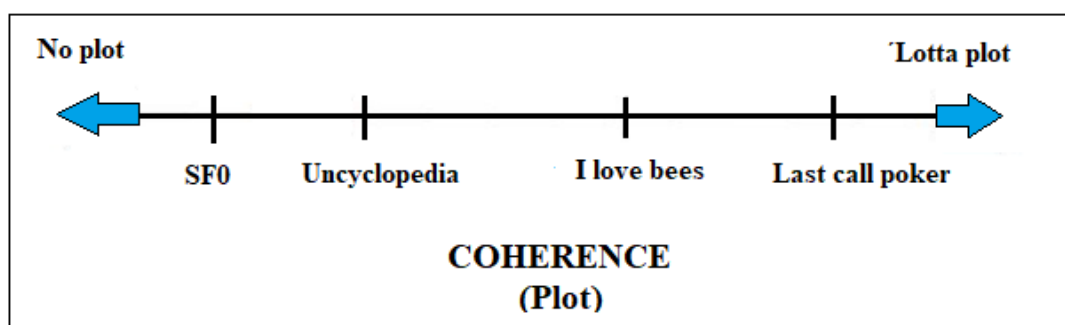 No plot
´Lotta plot
SF0
Uncyclopedia
I love bees
Last call poker
COHERENCE
(Plot)